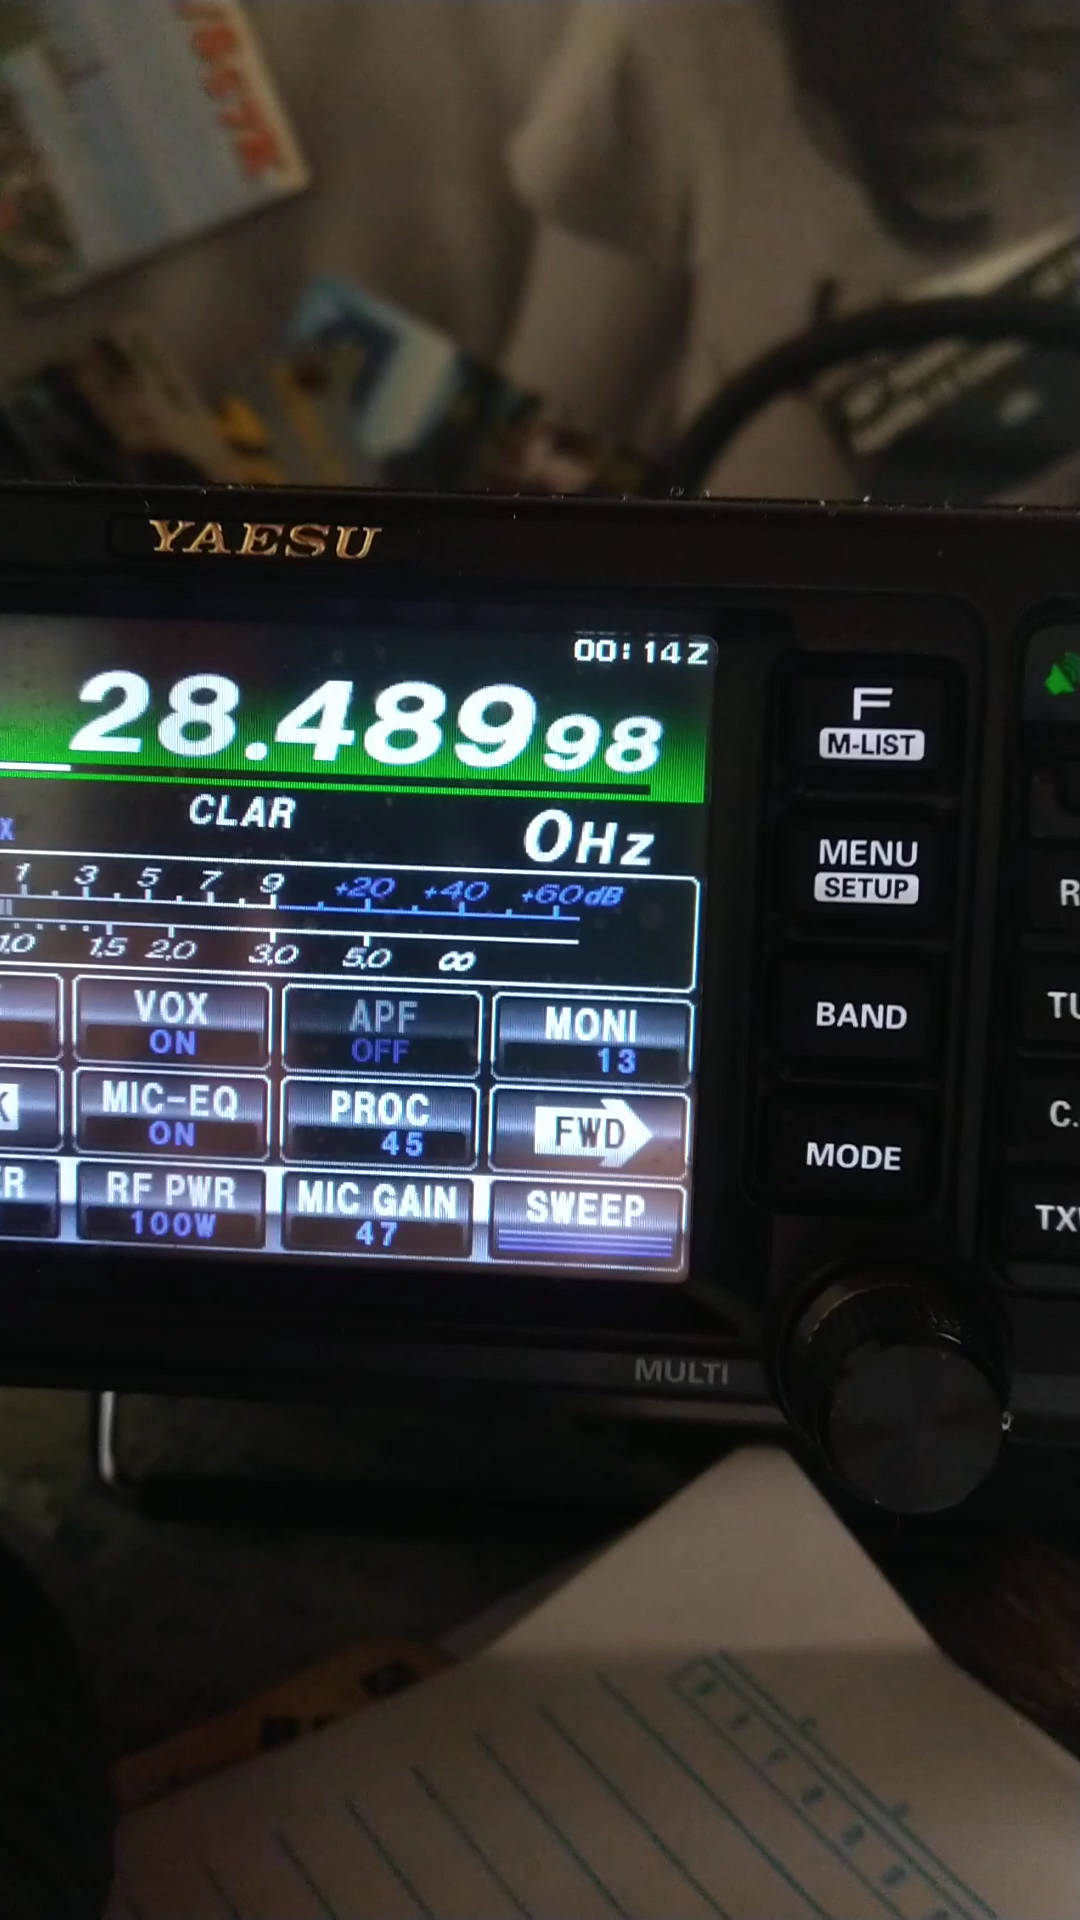 YAESU
00:14Z
28.48998
CLAR 0Hz
1 3 5 7 9 +20 +40 +60dB
1.0 1.5 2.0 3.0 5.0 ∞
VOX APF MONI
ON OFF 13
MIC-EQ PROC FWD
ON 45
RF PWR MIC GAIN SWEEP
100W 47
F
M-LIST
MENU
SETUP
BAND
MODE
MULTI